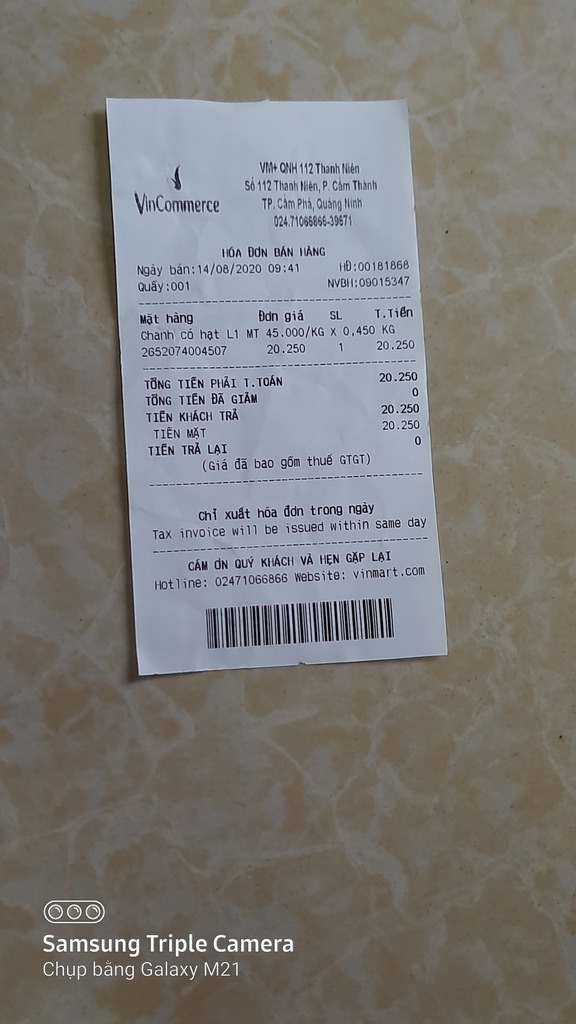 VinCommerce
VM+ QNH 112 Thanh Niên
Số 112 Thanh Niên, P. Cẩm Thành
TP. Cẩm Phả, Quảng Ninh
024.71066866-39671
HÓA ĐƠN BÁN HÀNG
Ngày bán:14/08/2020 09:41 HĐ:00181868
Quầy:001 NVBH:09015347
Mặt hàng Đơn giá SL T.Tiền
Chanh có hạt L1 MT 45.000/KG X 0,450 KG
2652074004507 20.250 1 20.250
TỔNG TIỀN PHẢI T.TOÁN 20.250
TỔNG TIỀN ĐÃ GIẢM 0
TIỀN KHÁCH TRẢ 20.250
TIỀN MẶT 20.250
TIỀN TRẢ LẠI 0
(Giá đã bao gồm thuế GTGT)
Chỉ xuất hóa đơn trong ngày
Tax invoice will be issued within same day
CẢM ƠN QUÝ KHÁCH VÀ HẸN GẶP LẠI
Hotline: 02471066866 Website: vinmart.com
Samsung Triple Camera
Chụp bằng Galaxy M21